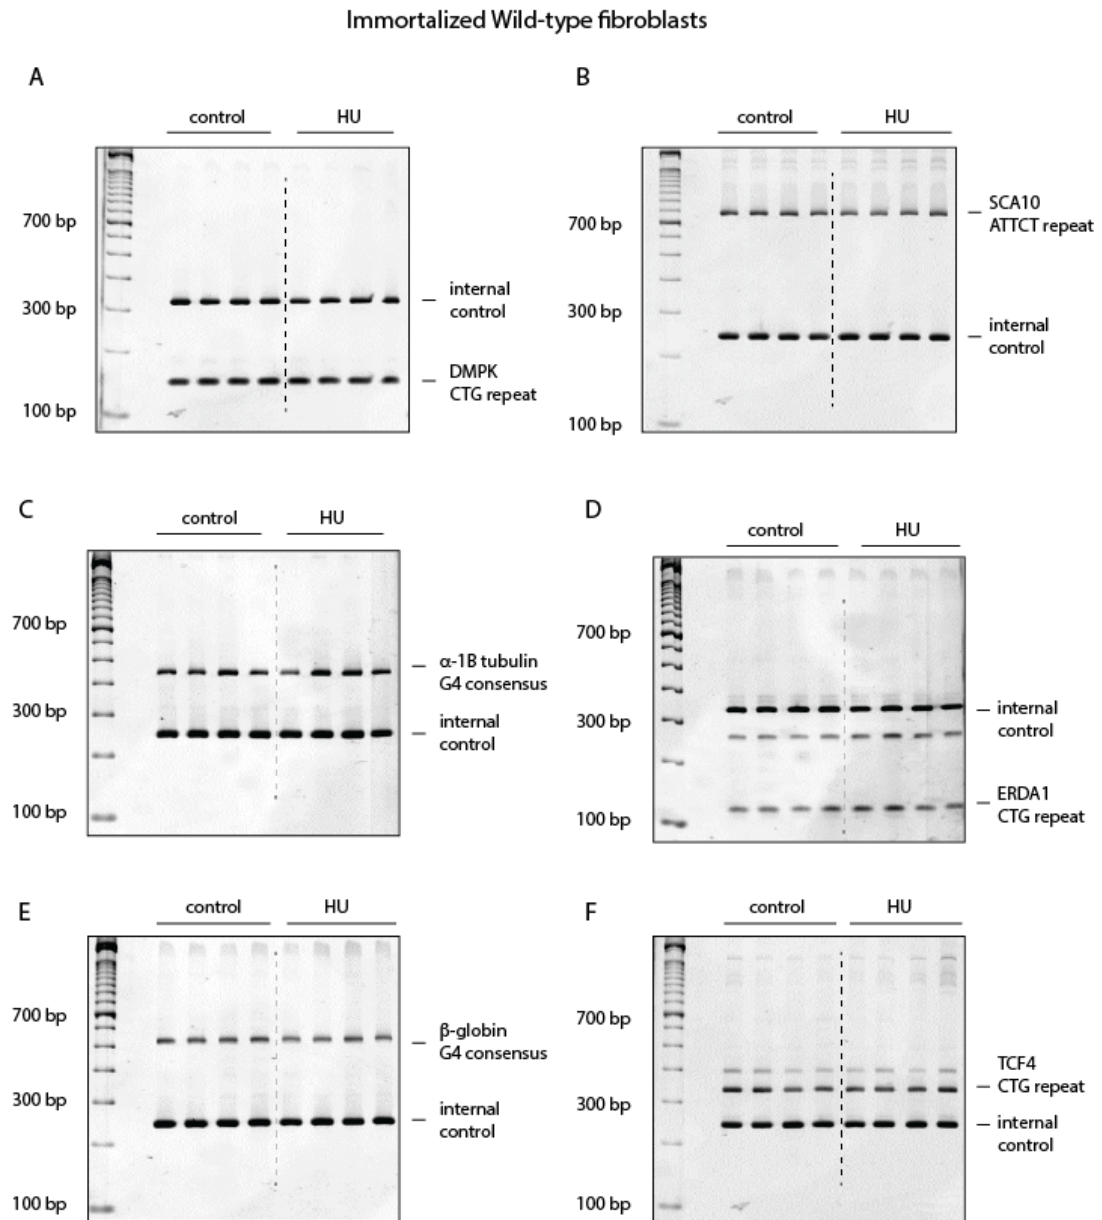 Immortalized Wild-type fibroblasts
A
control
HU
700 bp
300 bp
100 bp
internal
control
DMPK
CTG repeat
B
control
HU
700 bp
300 bp
100 bp
SCA10
ATTCT repeat
internal
control
C
control
HU
700 bp
300 bp
100 bp
α-1B tubulin
G4 consensus
internal
control
D
control
HU
700 bp
300 bp
100 bp
internal
control
ERDA1
CTG repeat
E
control
HU
700 bp
300 bp
100 bp
β-globin
G4 consensus
internal
control
F
control
HU
700 bp
300 bp
100 bp
TCF4
CTG repeat
internal
control